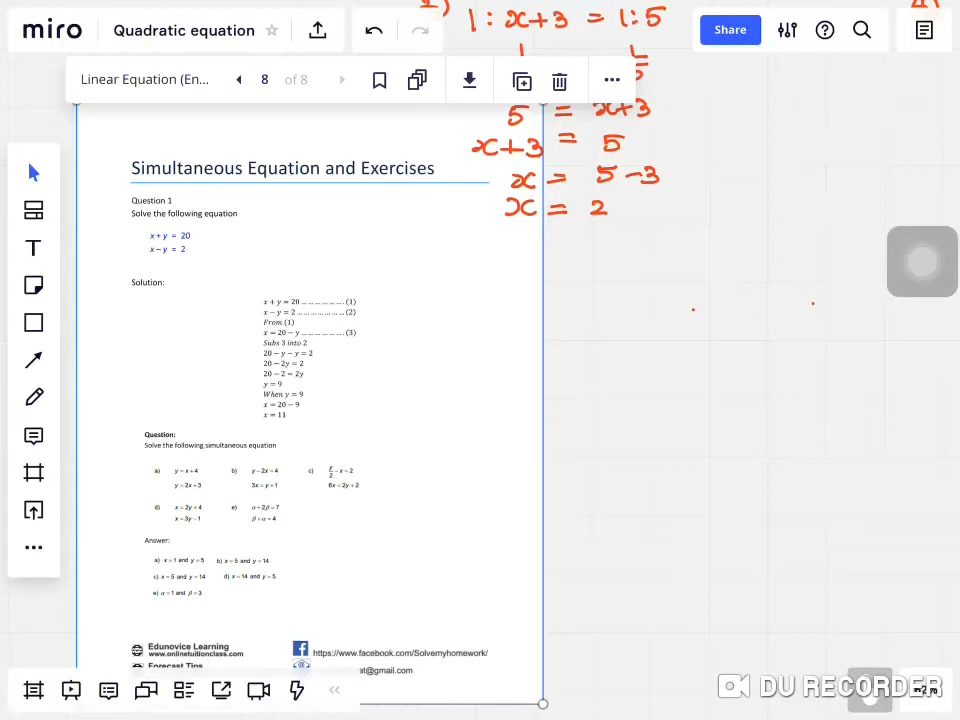 1 : x+3 = 1 : 5
miro
Quadratic equation
Share
Linear Equation (En...
8 of 8
5 = x+3
x+3 = 5
x = 5 -3
x = 2
Simultaneous Equation and Exercises
Question 1
Solve the following equation
x + y = 20
x − y = 2
Solution:
x + y = 20 ………………(1)
x − y = 2 …………………(2)
From (1)
x = 20 − y ………………(3)
Subs 3 into 2
20 − y − y = 2
20 − 2y = 2
20 − 2 = 2y
y = 9
When y = 9
x = 20 − 9
x = 11
Question:
Solve the following simultaneous equation
a) y = x + 4 b) y − 2x = 4 c) y/2 − x = 2
y = 2x + 3 3x = y + 1 6x = 2y + 2
d) x = 2y + 4 e) α + 2β = 7
x = 3y − 1 β = α = 4
Answer:
a) x = 1 and y = 5 b) x = 5 and y = 14
c) x = 5 and y = 14 d) x = 14 and y = 5
e) α = 1 and β = 3
Edunovice Learning
www.onlinetuitionclass.com
https://www.facebook.com/Solvemyhomework/
Forecast Tips
at@gmail.com
DU RECORDER